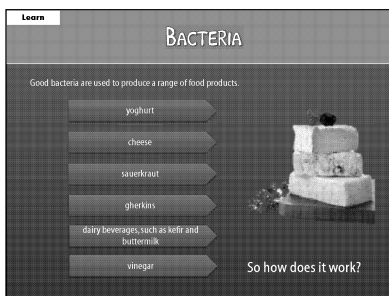 Learn
BACTERIA
Good bacteria are used to produce a range of food products.
yoghurt
cheese
sauerkraut
gherkins
dairy beverages, such as kefir and
buttermilk
vinegar
So how does it work?